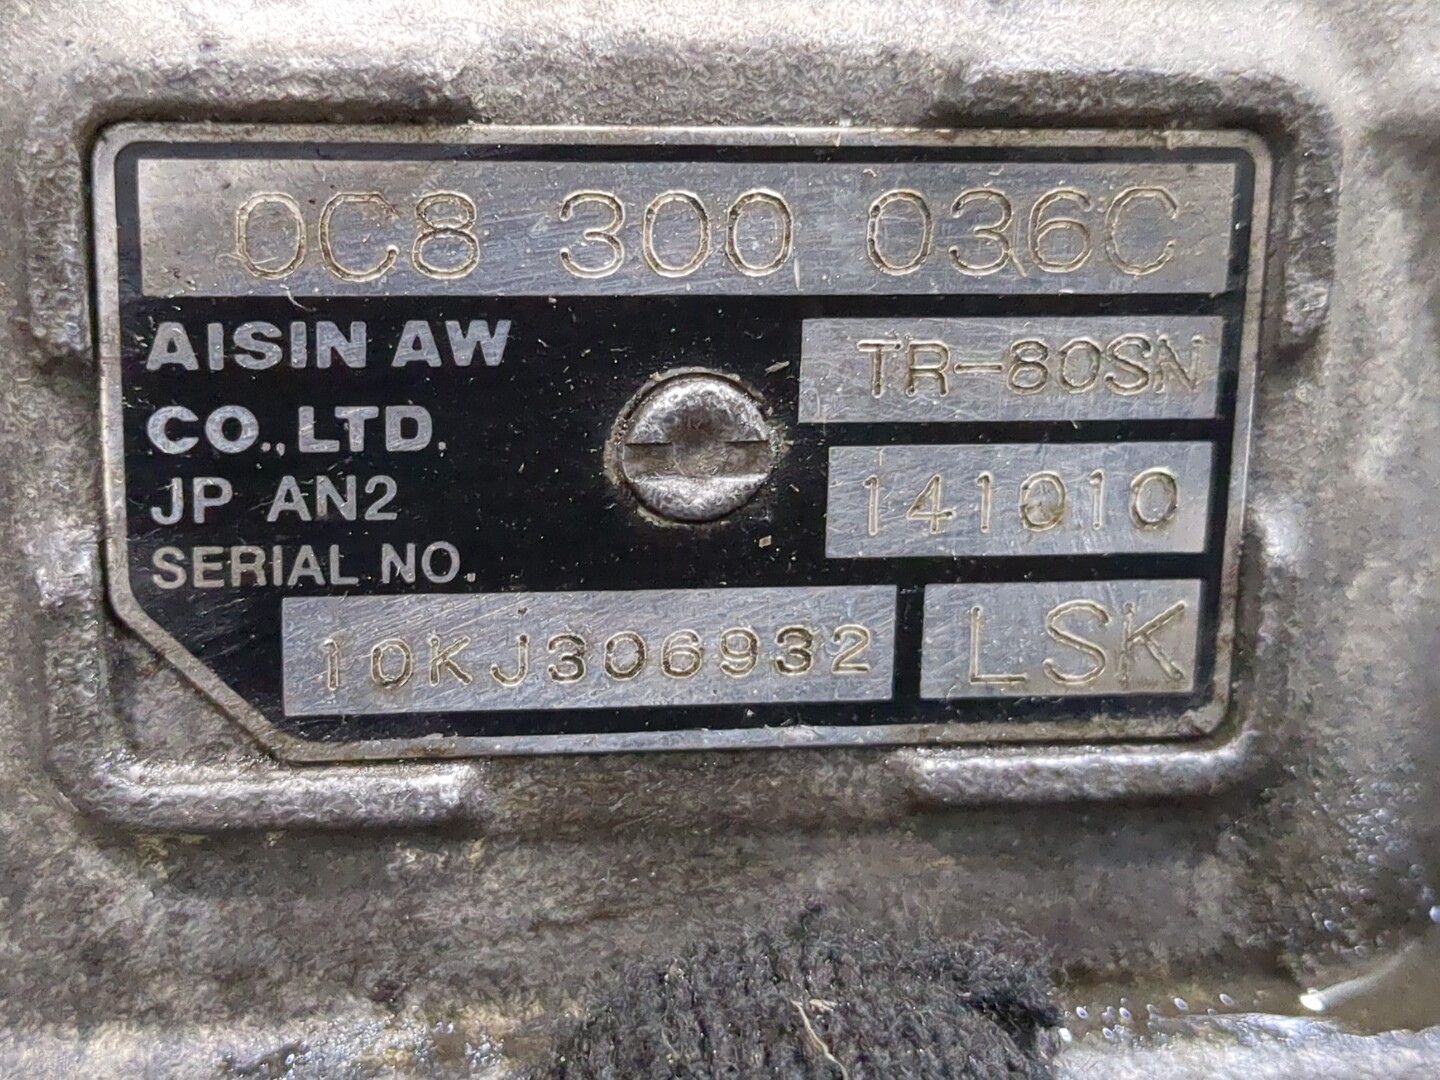 0C8 300 036C
AISIN AW
CO., LTD.
JP AN2
SERIAL NO.
TR-80SN
141010
10KJ306932
LSK